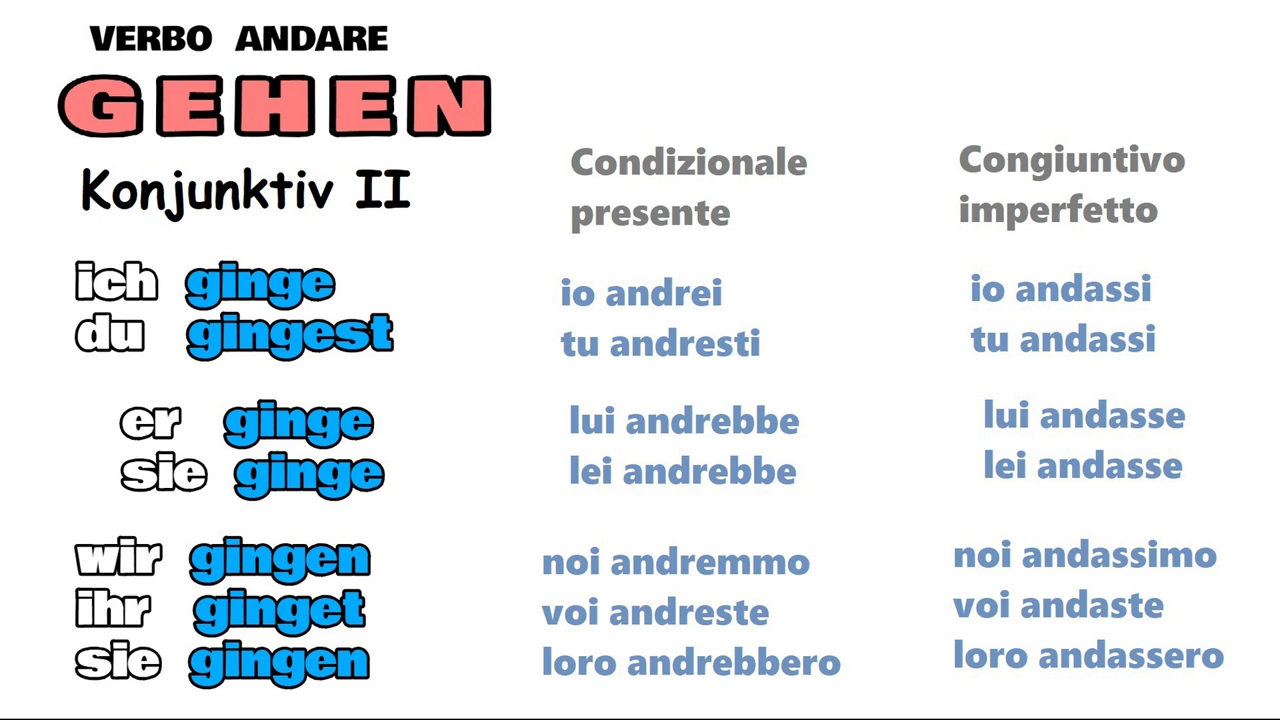 VERBO ANDARE
GEHEN
Konjunktiv II
ich ginge
du gingest
er ginge
sie ginge
wir gingen
ihr ginget
sie gingen
Condizionale
presente
io andrei
tu andresti
lui andrebbe
lei andrebbe
noi andremmo
voi andreste
loro andrebbero
Congiuntivo
imperfetto
io andassi
tu andassi
lui andasse
lei andasse
noi andassimo
voi andaste
loro andassero